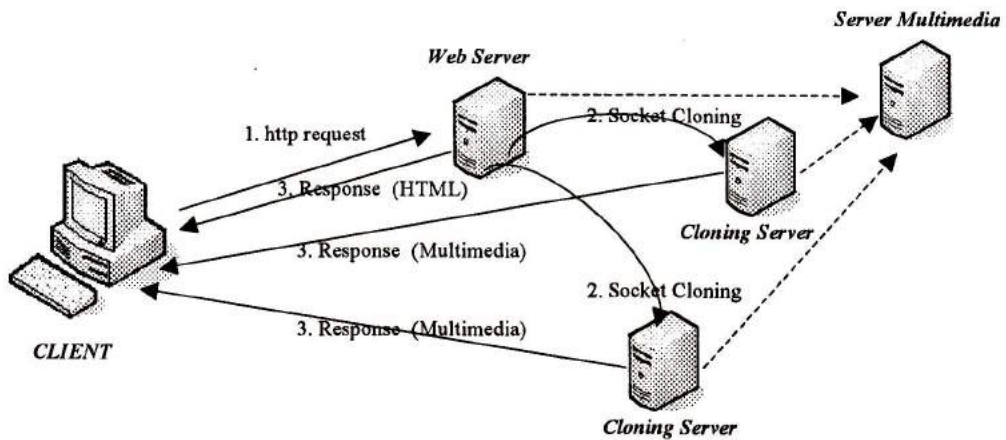 Server Multimedia
Web Server
2. Socket Cloning
1. http request
3. Response (HTML)
Cloning Server
3. Response (Multimedia)
2. Socket Cloning
3. Response (Multimedia)
CLIENT
Cloning Server